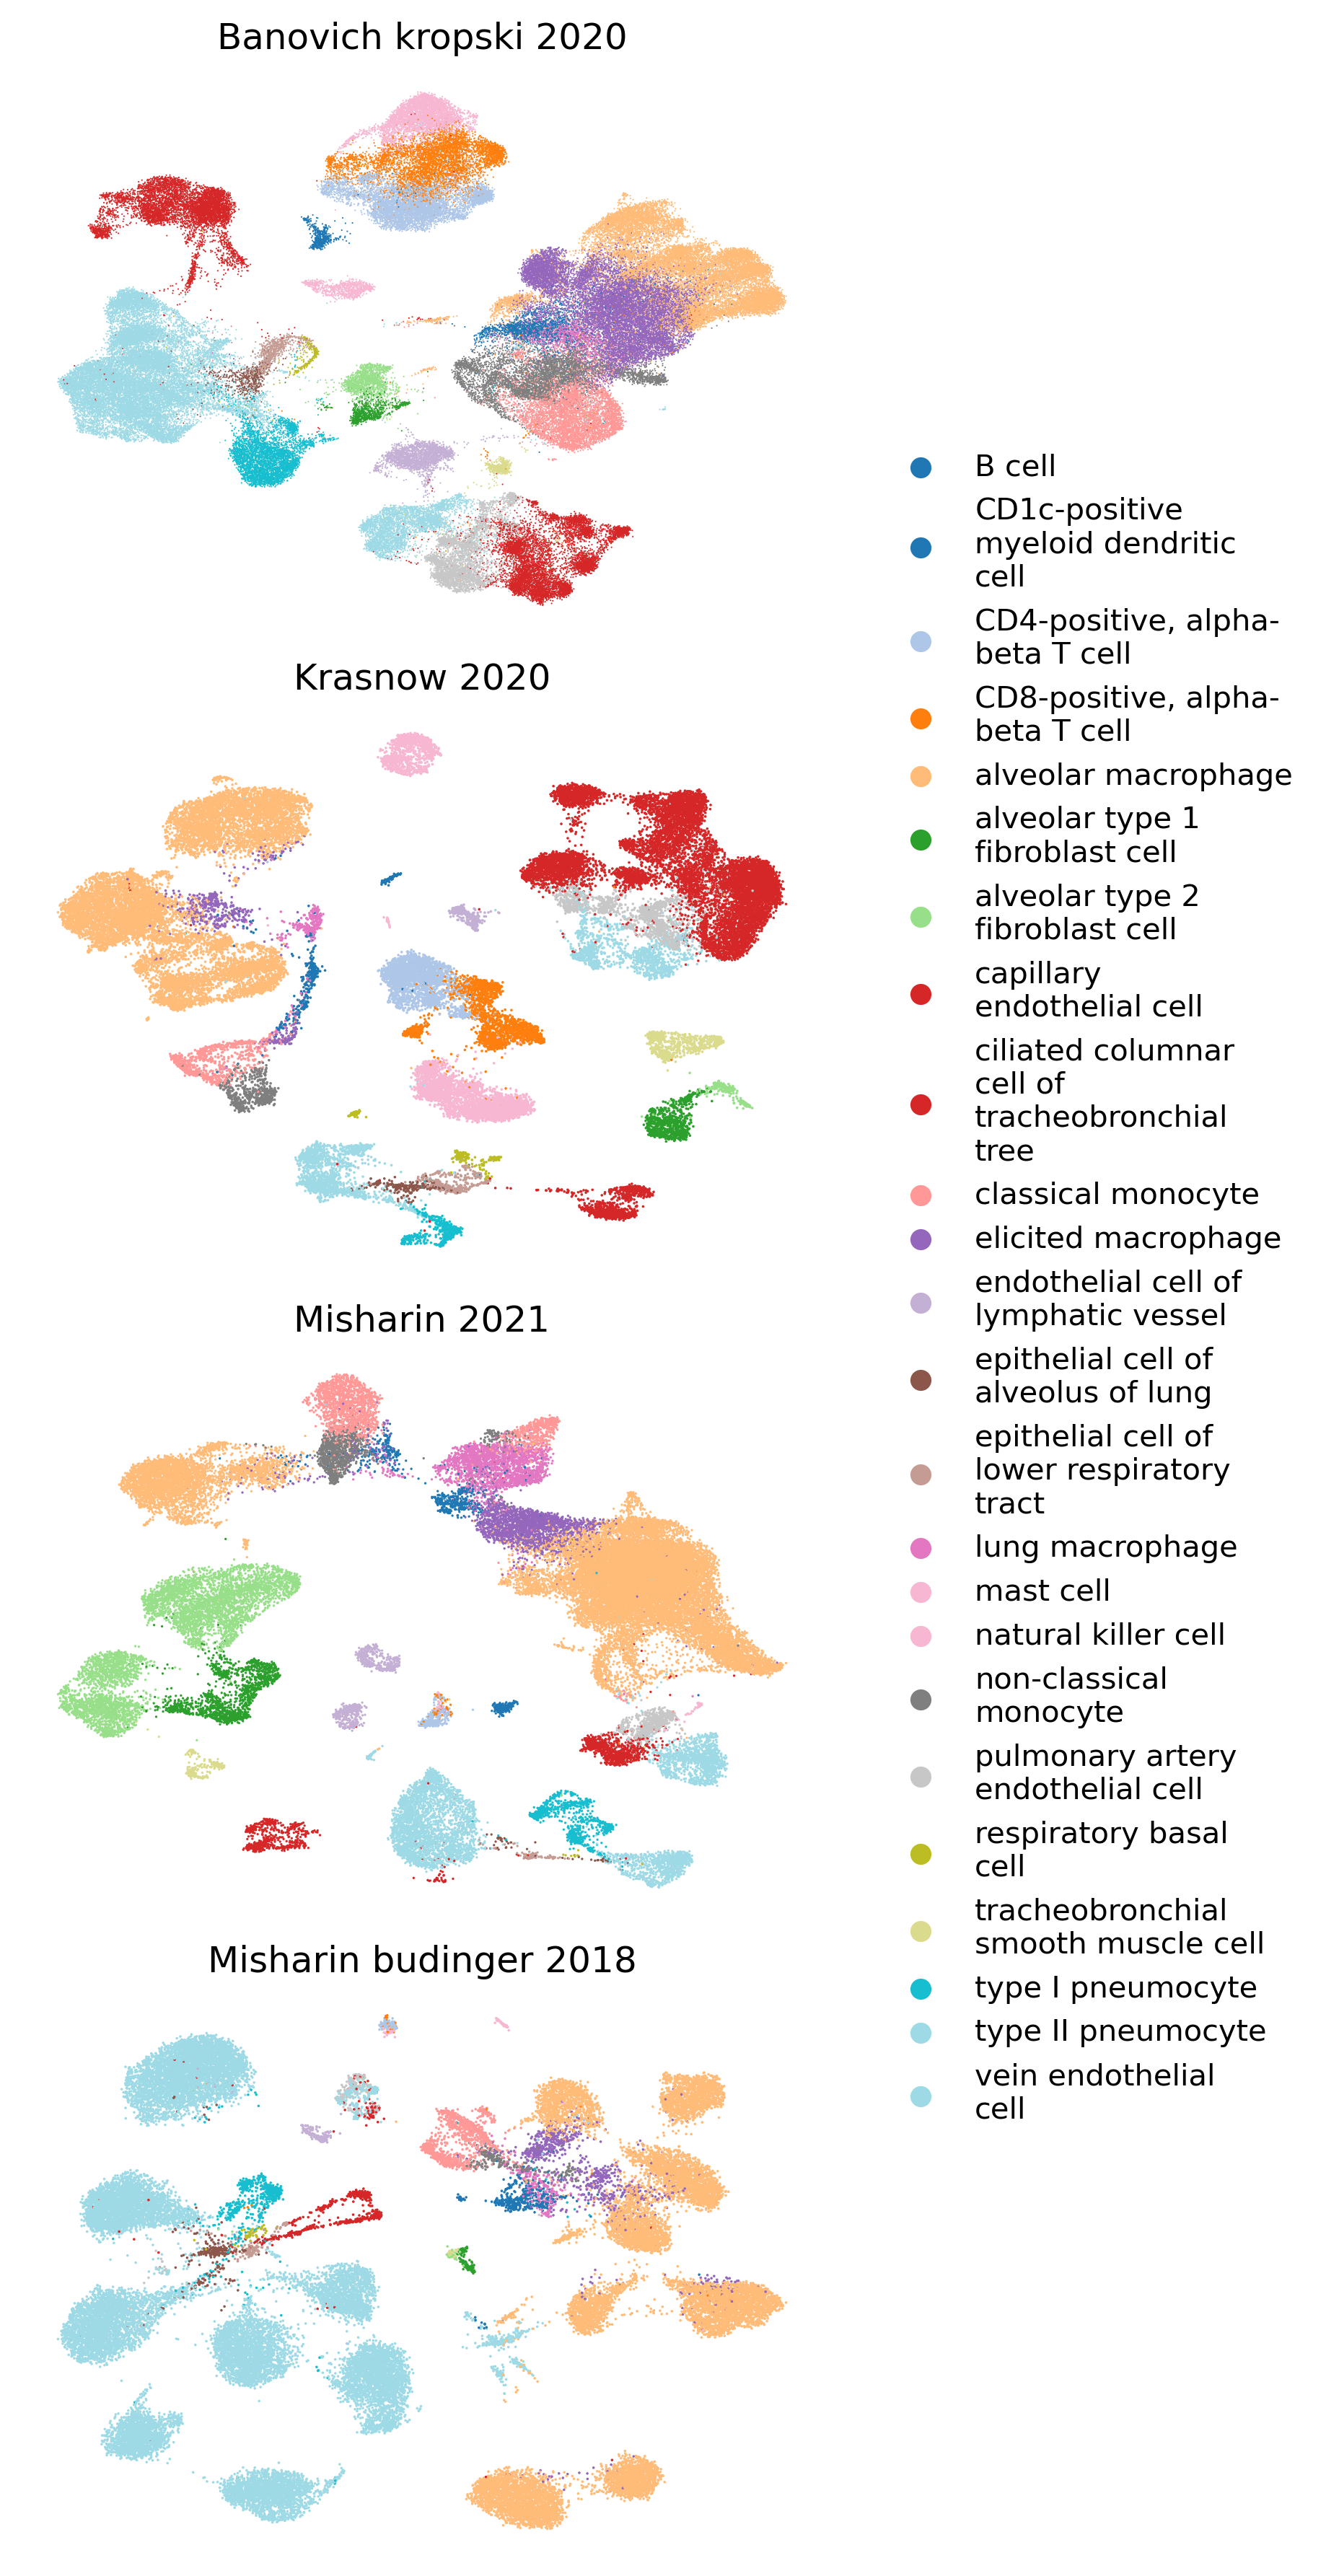 Banovich kropski 2020
Krasnow 2020
Misharin 2021
Misharin budinger 2018
B cell
CD1c-positive
myeloid dendritic
cell
CD4-positive, alpha-
beta T cell
CD8-positive, alpha-
beta T cell
alveolar macrophage
alveolar type 1
fibroblast cell
alveolar type 2
fibroblast cell
capillary
endothelial cell
ciliated columnar
cell of
tracheobronchial
tree
classical monocyte
elicited macrophage
endothelial cell of
lymphatic vessel
epithelial cell of
alveolus of lung
epithelial cell of
lower respiratory
tract
lung macrophage
mast cell
natural killer cell
non-classical
monocyte
pulmonary artery
endothelial cell
respiratory basal
cell
tracheobronchial
smooth muscle cell
type I pneumocyte
type II pneumocyte
vein endothelial
cell